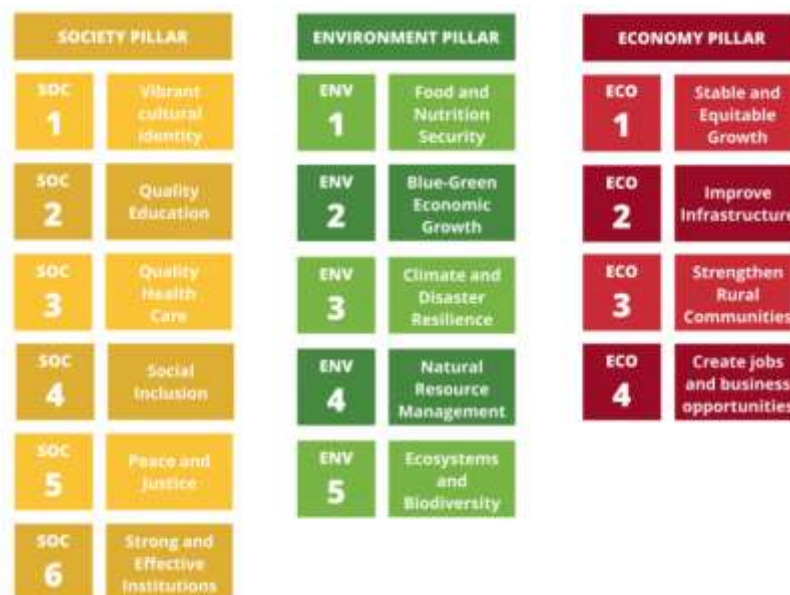 SOCIETY PILLAR
SOC
1
Vibrant
cultural
identity
SOC
2
Quality
Education
SOC
3
Quality
Health
Care
SOC
4
Social
Inclusion
SOC
5
Peace and
Justice
SOC
6
Strong and
Effective
Institutions
ENVIRONMENT PILLAR
ENV
1
Food and
Nutrition
Security
ENV
2
Blue-Green
Economic
Growth
ENV
3
Climate and
Disaster
Resilience
ENV
4
Natural
Resource
Management
ENV
5
Ecosystems
and
Biodiversity
ECONOMY PILLAR
ECO
1
Stable and
Equitable
Growth
ECO
2
Improve
Infrastructure
ECO
3
Strengthen
Rural
Communities
ECO
4
Create jobs
and business
opportunities